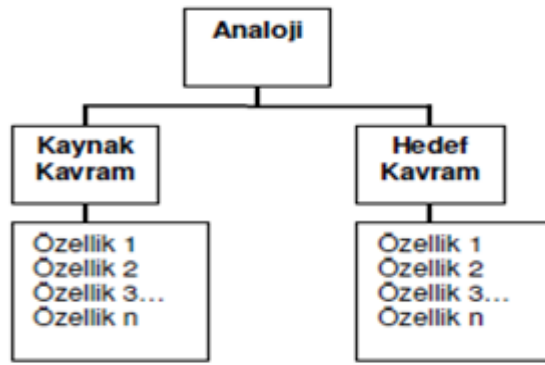 Analoji
Kaynak
Kavram
Hedef
Kavram
Özellik 1
Özellik 2
Özellik 3...
Özellik n
Özellik 1
Özellik 2
Özellik 3...
Özellik n